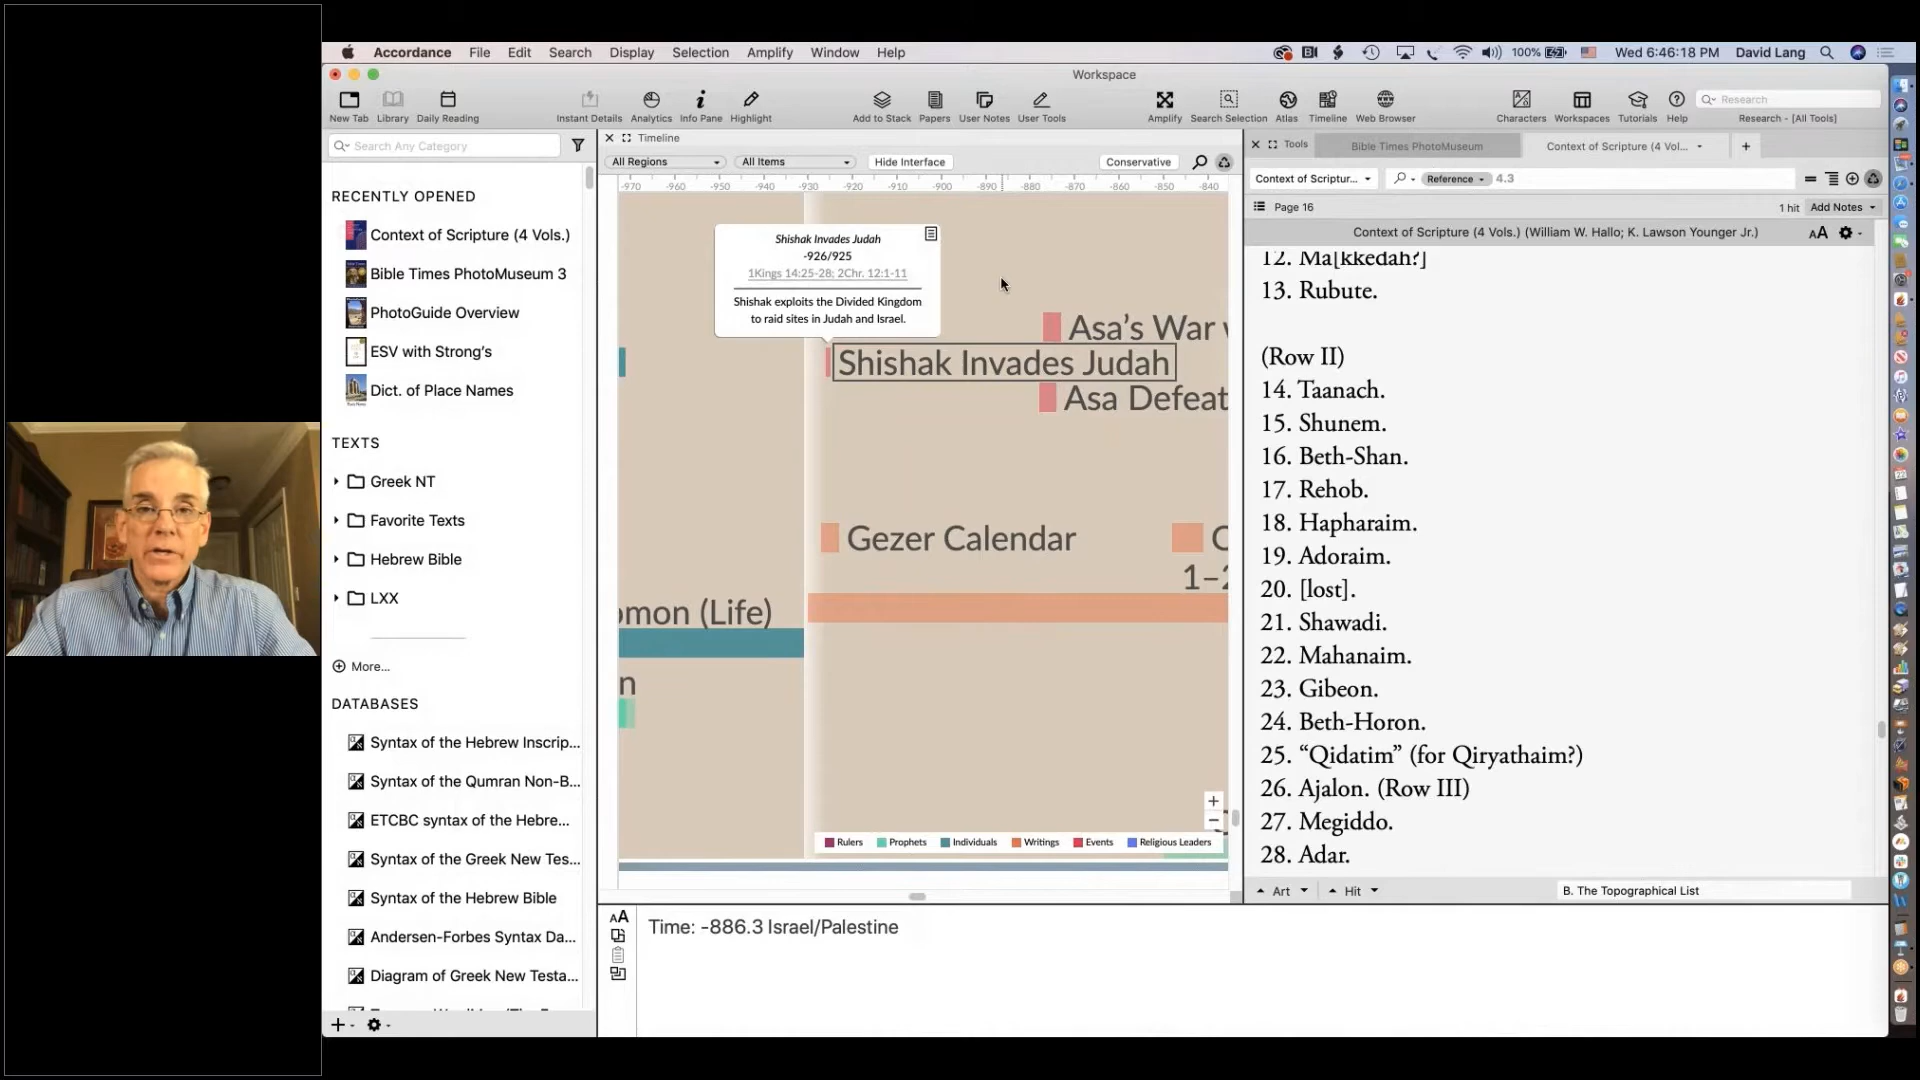 Accordance File Edit Search Display Selection Amplify Window Help
100% Wed 6:46:18 PM David Lang
Workspace
New Tab Library Daily Reading Instant Details Analytics Info Pane Highlight Add to Stack Papers User Notes User Tools Amplify Search Selection Atlas Timeline Web Browser Characters Workspaces Tutorials Help Research - [All Tools]
Research
Search Any Category
RECENTLY OPENED
Context of Scripture (4 Vols.)
Bible Times PhotoMuseum 3
PhotoGuide Overview
ESV with Strong's
Dict. of Place Names
TEXTS
Greek NT
Favorite Texts
Hebrew Bible
LXX
More...
DATABASES
Syntax of the Hebrew Inscrip...
Syntax of the Qumran Non-B...
ETCBC syntax of the Hebre...
Syntax of the Greek New Tes...
Syntax of the Hebrew Bible
Andersen-Forbes Syntax Da...
Diagram of Greek New Testa...
Timeline
All Regions All Items Hide Interface Conservative
-970 -960 -950 -940 -930 -920 -910 -900 -890 -880 -870 -860 -850 -840
Shishak Invades Judah
-926/925
1Kings 14:25-28; 2Chr. 12:1-11
Shishak exploits the Divided Kingdom
to raid sites in Judah and Israel.
Asa's War
Shishak Invades Judah
Asa Defeat
Gezer Calendar
1–2
omon (Life)
n
Rulers Prophets Individuals Writings Events Religious Leaders
Time: -886.3 Israel/Palestine
Tools Bible Times PhotoMuseum Context of Scripture (4 Vol...
Context of Scriptur... Reference 4.3
Page 16 1 hit Add Notes
Context of Scripture (4 Vols.) (William W. Hallo; K. Lawson Younger Jr.)
12. Ma[kkedah?]
13. Rubute.
(Row II)
14. Taanach.
15. Shunem.
16. Beth-Shan.
17. Rehob.
18. Hapharaim.
19. Adoraim.
20. [lost].
21. Shawadi.
22. Mahanaim.
23. Gibeon.
24. Beth-Horon.
25. “Qidatim” (for Qiryathaim?)
26. Ajalon. (Row III)
27. Megiddo.
28. Adar.
Art Hit B. The Topographical List